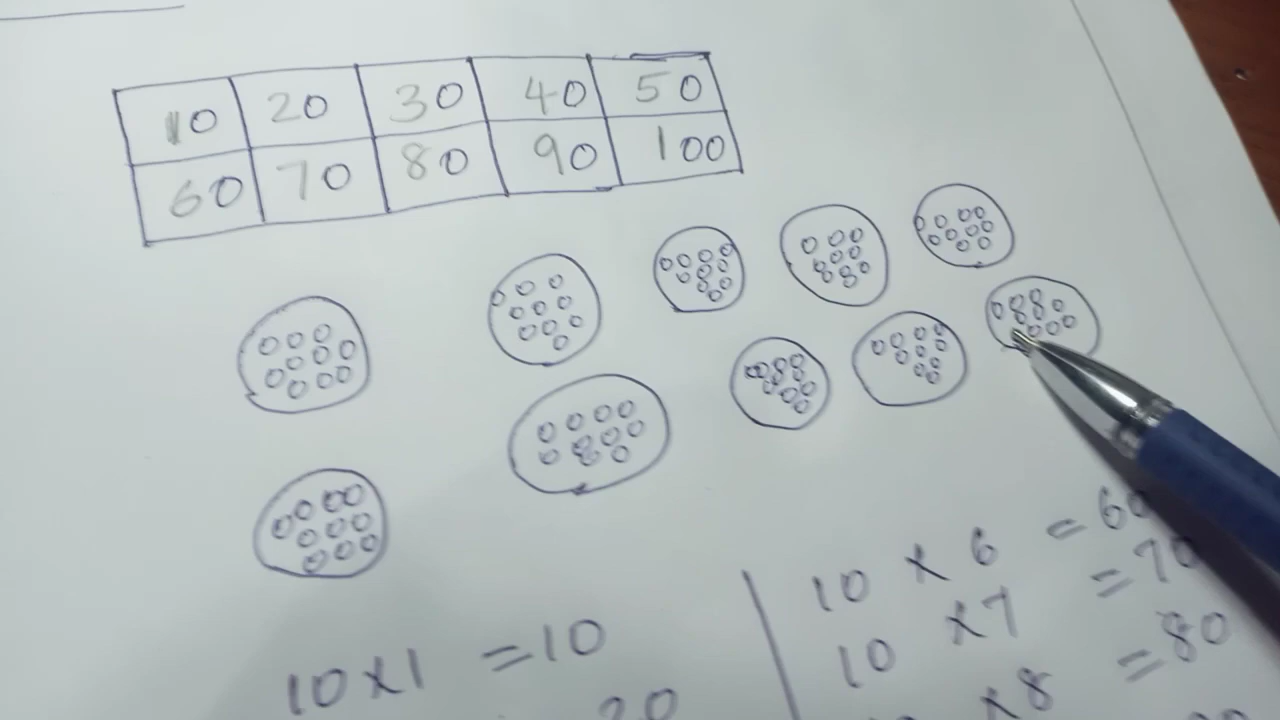 10 20 30 40 50
60 70 80 90 100
10 x 1 = 10
20
10 x 6 = 60
10 x 7 = 70
x 8 = 80